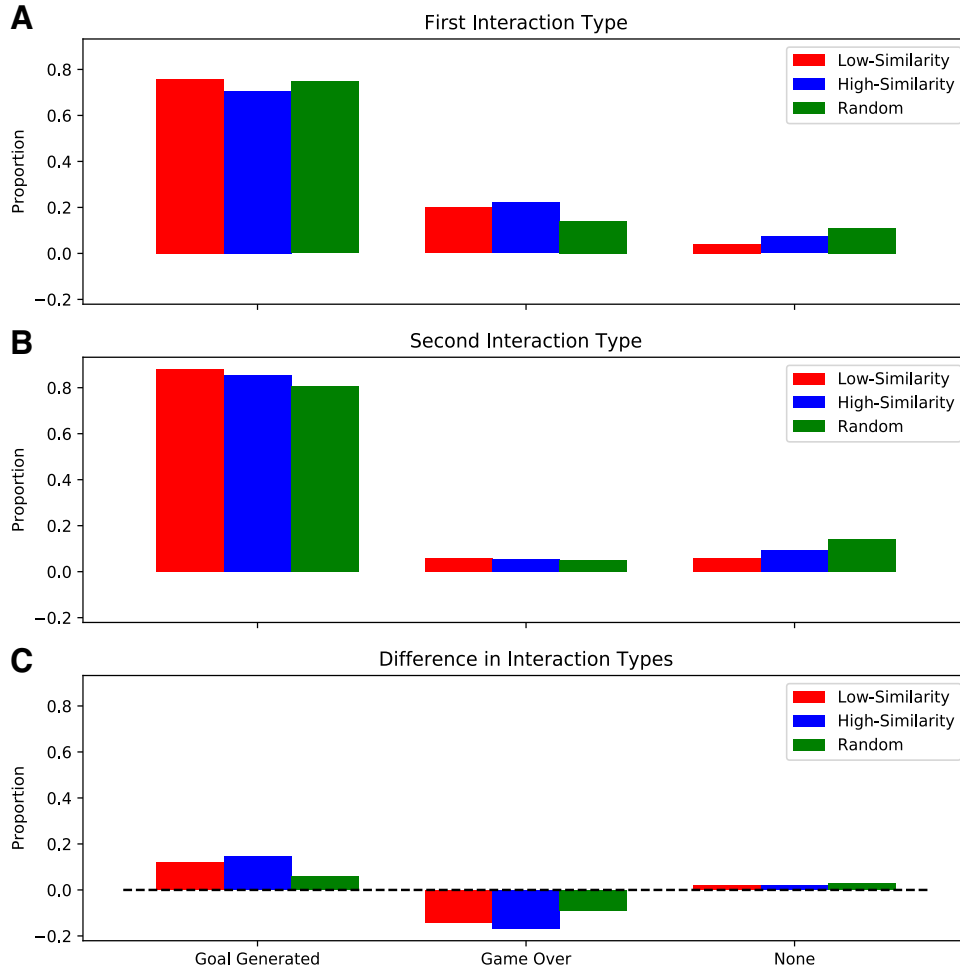 A
First Interaction Type
Proportion
0.8
0.6
0.4
0.2
0.0
−0.2
Low-Similarity
High-Similarity
Random
B
Second Interaction Type
Proportion
0.8
0.6
0.4
0.2
0.0
−0.2
Low-Similarity
High-Similarity
Random
C
Difference in Interaction Types
Proportion
0.8
0.6
0.4
0.2
0.0
−0.2
Low-Similarity
High-Similarity
Random
Goal Generated
Game Over
None